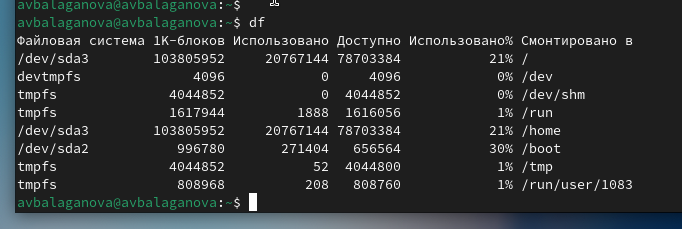 avbalaganova@avbalaganova:~$
avbalaganova@avbalaganova:~$ df
Файловая система 1K-блоков Использовано Доступно Использовано% Смонтировано в
/dev/sda3 103805952 20767144 78703384 21% /
devtmpfs 4096 0 4096 0% /dev
tmpfs 4044852 0 4044852 0% /dev/shm
tmpfs 1617944 1888 1616056 1% /run
/dev/sda3 103805952 20767144 78703384 21% /home
/dev/sda2 996780 271404 656564 30% /boot
tmpfs 4044852 52 4044800 1% /tmp
tmpfs 808968 208 808760 1% /run/user/1083
avbalaganova@avbalaganova:~$